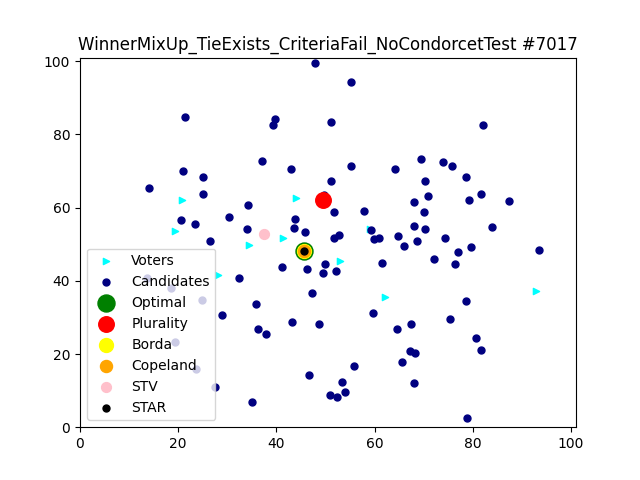 WinnerMixUp_TieExists_CriteriaFail_NoCondorcetTest #7017
100
80
60
40
20
0
Voters
Candidates
Optimal
Plurality
Borda
Copeland
STV
STAR
0 20 40 60 80 100